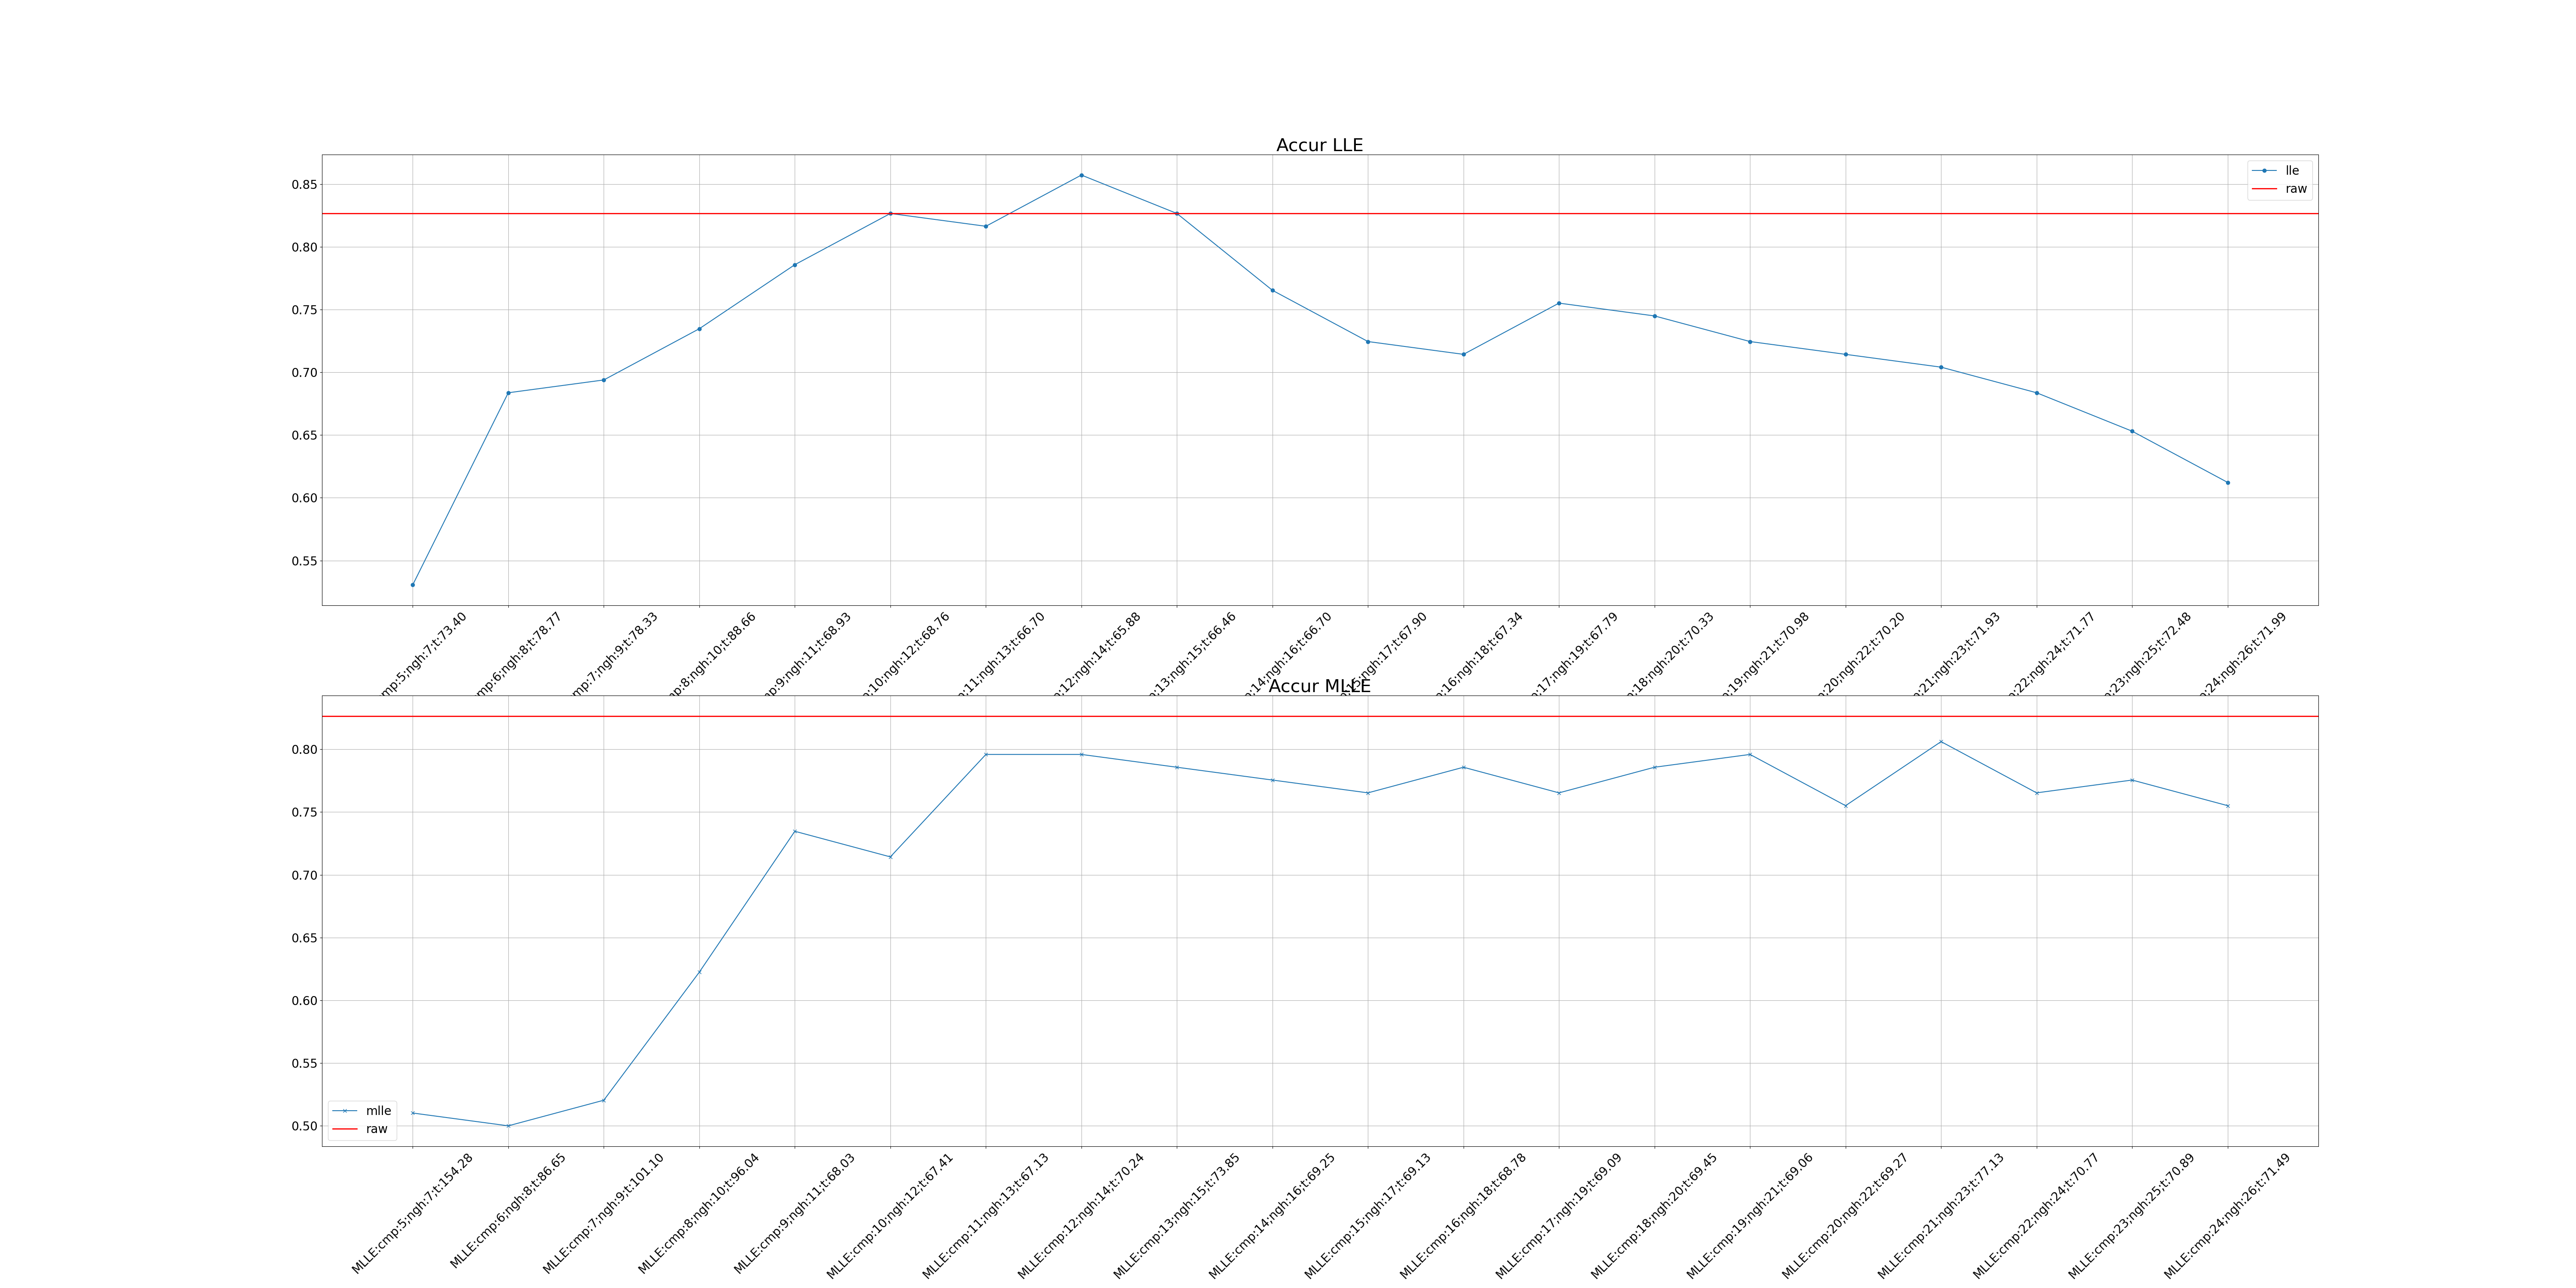 Accur LLE
0.85
0.80
0.75
0.70
0.65
0.60
0.55
lle
raw
mp:5;ngh:7;t:73.40
mp:6;ngh:8;t:78.77
mp:7;ngh:9;t:78.33
p:8;ngh:10;t:88.66
p:9;ngh:11;t:68.93
:10;ngh:12;t:68.76
:11;ngh:13;t:66.70
:12;ngh:14;t:65.88
:13;ngh:15;t:66.46
:14;ngh:16;t:66.70
ngh:17;t:67.90
:16;ngh:18;t:67.34
:17;ngh:19;t:67.79
:18;ngh:20;t:70.33
:19;ngh:21;t:70.98
:20;ngh:22;t:70.20
:21;ngh:23;t:71.93
:22;ngh:24;t:71.77
:23;ngh:25;t:72.48
:24;ngh:26;t:71.99
Accur MLLE
0.80
0.75
0.70
0.65
0.60
0.55
0.50
mlle
raw
MLLE:cmp:5;ngh:7;t:154.28
MLLE:cmp:6;ngh:8;t:86.65
MLLE:cmp:7;ngh:9;t:101.10
MLLE:cmp:8;ngh:10;t:96.04
MLLE:cmp:9;ngh:11;t:68.03
MLLE:cmp:10;ngh:12;t:67.41
MLLE:cmp:11;ngh:13;t:67.13
MLLE:cmp:12;ngh:14;t:70.24
MLLE:cmp:13;ngh:15;t:73.85
MLLE:cmp:14;ngh:16;t:69.25
MLLE:cmp:15;ngh:17;t:69.13
MLLE:cmp:16;ngh:18;t:68.78
MLLE:cmp:17;ngh:19;t:69.09
MLLE:cmp:18;ngh:20;t:69.45
MLLE:cmp:19;ngh:21;t:69.06
MLLE:cmp:20;ngh:22;t:69.27
MLLE:cmp:21;ngh:23;t:77.13
MLLE:cmp:22;ngh:24;t:70.77
MLLE:cmp:23;ngh:25;t:70.89
MLLE:cmp:24;ngh:26;t:71.49